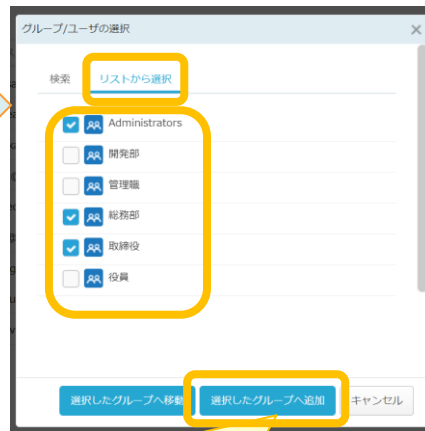 グループ/ユーザの選択
検索 リストから選択
Administrators
開発部
管理職
総務部
取締役
役員
選択したグループへ移動 選択したグループへ追加 キャンセル